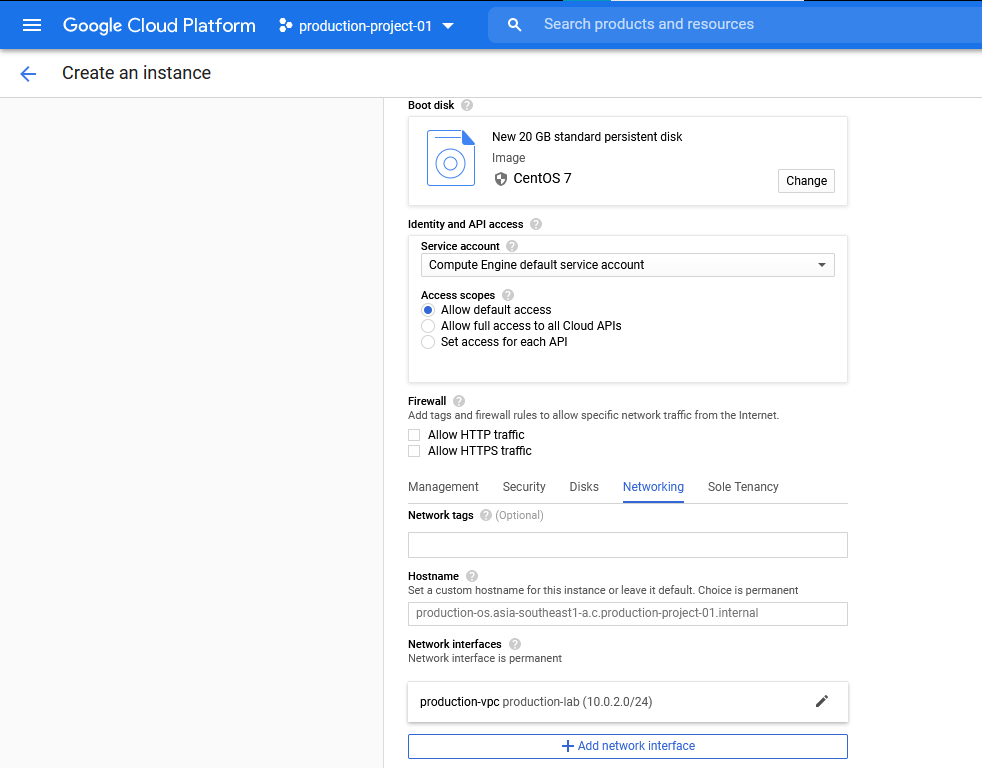 Google Cloud Platform production-project-01 Search products and resources
Create an instance
Boot disk
New 20 GB standard persistent disk
Image
CentOS 7
Change
Identity and API access
Service account
Compute Engine default service account
Access scopes
Allow default access
Allow full access to all Cloud APIs
Set access for each API
Firewall
Add tags and firewall rules to allow specific network traffic from the Internet.
Allow HTTP traffic
Allow HTTPS traffic
Management Security Disks Networking Sole Tenancy
Network tags (Optional)
Hostname
Set a custom hostname for this instance or leave it default. Choice is permanent
production-os.asia-southeast1-a.c.production-project-01.internal
Network interfaces
Network interface is permanent
production-vpc production-lab (10.0.2.0/24)
Add network interface